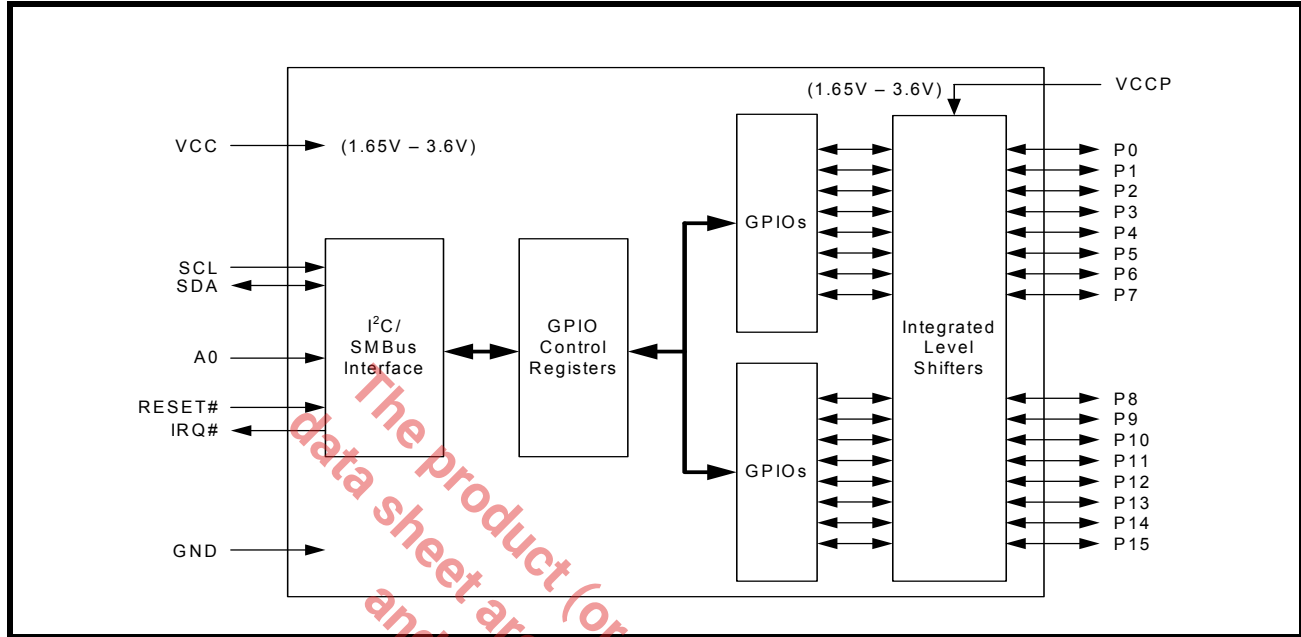 (1.65V – 3.6V)
VCCP
VCC
(1.65V – 3.6V)
P0
P1
P2
P3
P4
P5
P6
P7
GPIOs
SCL
SDA
A0
RESET#
IRQ#
GND
I²C/
SMBus
Interface
GPIO
Control
Registers
Integrated
Level
Shifters
P8
P9
P10
P11
P12
P13
P14
P15
GPIOs
The product (or
data sheet are
and